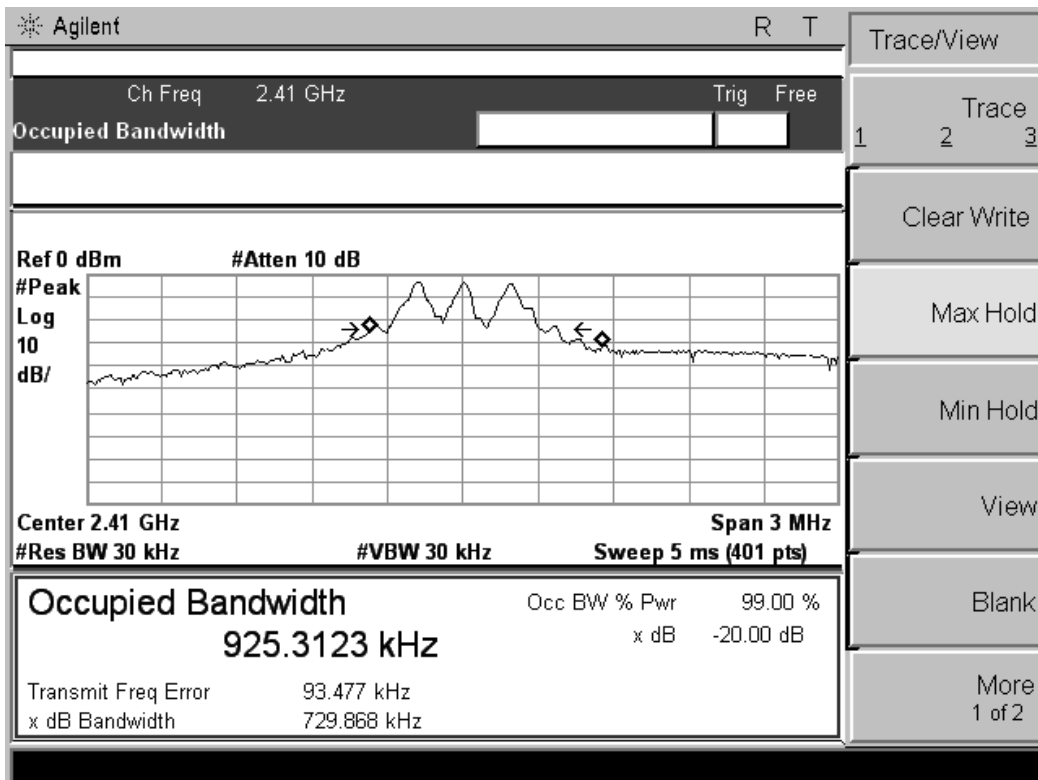 Agilent R T
Ch Freq 2.41 GHz Trig Free
Occupied Bandwidth
Ref 0 dBm #Atten 10 dB
#Peak
Log
10
dB/
Center 2.41 GHz Span 3 MHz
#Res BW 30 kHz #VBW 30 kHz Sweep 5 ms (401 pts)
Occupied Bandwidth
925.3123 kHz
Occ BW % Pwr 99.00 %
x dB -20.00 dB
Transmit Freq Error 93.477 kHz
x dB Bandwidth 729.868 kHz
Trace/View
Trace
1 2 3
Clear Write
Max Hold
Min Hold
View
Blank
More
1 of 2